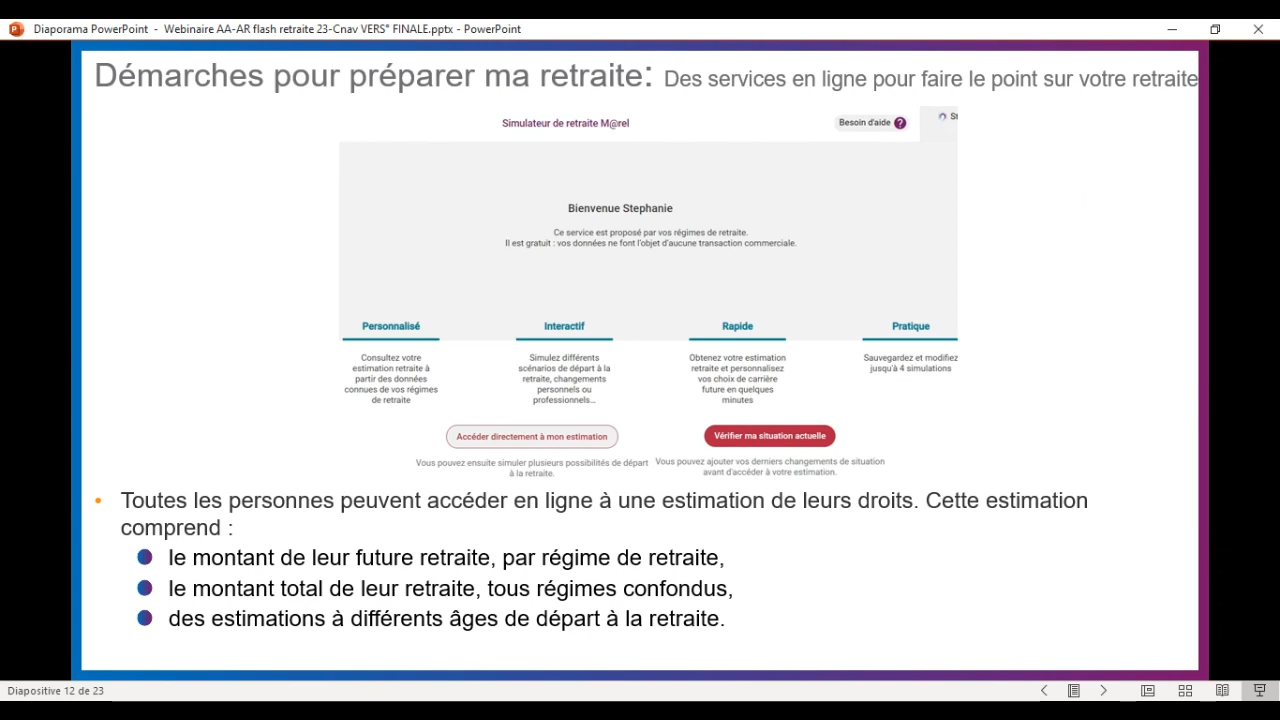 Diaporama PowerPoint - Webinaire AA-AR flash retraite 23-Cnav VERS° FINALE.pptx - PowerPoint
Démarches pour préparer ma retraite: Des services en ligne pour faire le point sur votre retraite
Simulateur de retraite M@rel
Besoin d'aide ?
St
Bienvenue Stephanie
Ce service est proposé par vos régimes de retraite.
Il est gratuit : vos données ne font l'objet d'aucune transaction commerciale.
Personnalisé
Consultez votre
estimation retraite à
partir des données
connues de vos régimes
de retraite
Interactif
Simulez différents
scénarios de départ à la
retraite, changements
personnels ou
professionnels...
Rapide
Obtenez votre estimation
retraite et personnalisez
vos choix de carrière
future en quelques
minutes
Pratique
Sauvegardez et modifiez
jusqu'à 4 simulations
Accéder directement à mon estimation
Vous pouvez ensuite simuler plusieurs possibilités de départ
à la retraite.
Vérifier ma situation actuelle
Vous pouvez ajouter vos derniers changements de situation
avant d'accéder à votre estimation.
• Toutes les personnes peuvent accéder en ligne à une estimation de leurs droits. Cette estimation
comprend :
le montant de leur future retraite, par régime de retraite,
le montant total de leur retraite, tous régimes confondus,
des estimations à différents âges de départ à la retraite.
Diapositive 12 de 23